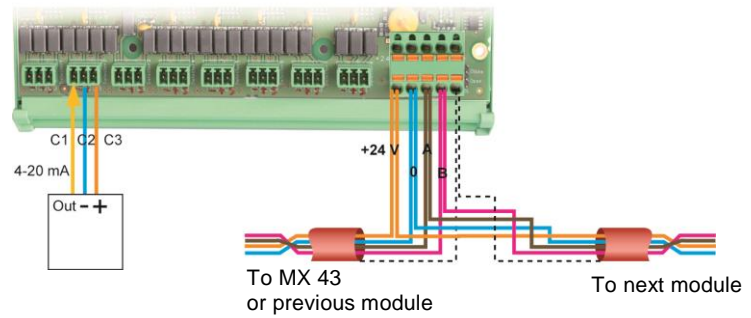 C1 C2 C3
4-20 mA
Out - +
+24 V
0
A
B
To MX 43
or previous module
To next module